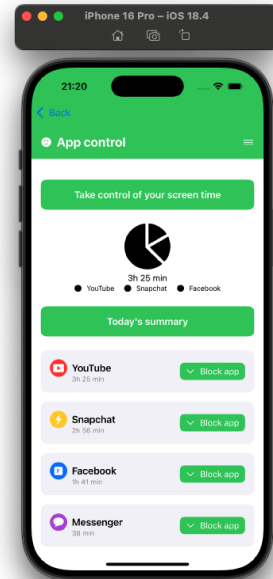 iPhone 16 Pro – iOS 18.4
21:20
Back
App control
Take control of your screen time
3h 25 min
YouTube Snapchat Facebook
Today's summary
YouTube
3h 25 min
Block app
Snapchat
2h 56 min
Block app
Facebook
1h 41 min
Block app
Messenger
38 min
Block app